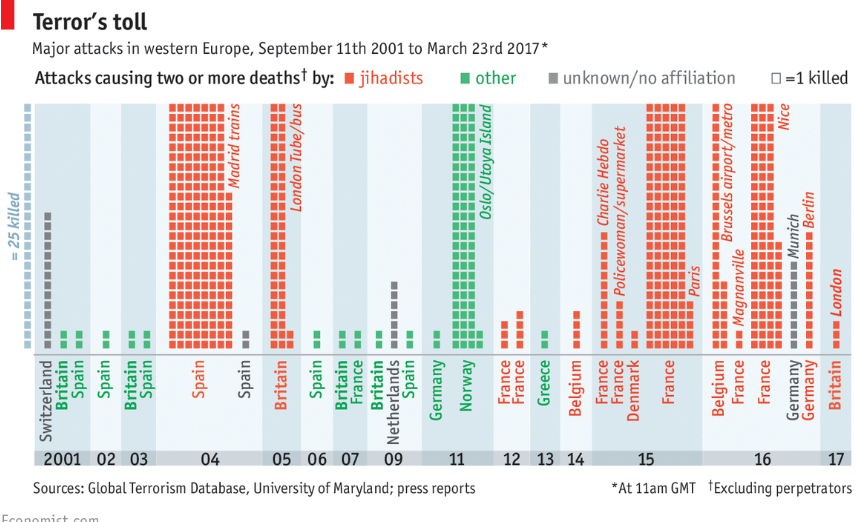 Terror's toll
Major attacks in western Europe, September 11th 2001 to March 23rd 2017*
Attacks causing two or more deaths† by: jihadists other unknown/no affiliation =1 killed
= 25 killed
Madrid trains
London Tube/bus
Oslo/Utoya Island
Charlie Hebdo
Policewoman/supermarket
Paris
Brussels airport/metro
Magnanville
Nice
Munich
Berlin
London
Switzerland
Britain
Spain
Spain
Britain
Spain
Spain
Spain
Britain
Spain
Britain
France
Britain
Netherlands
Spain
Germany
Norway
France
France
Greece
Belgium
France
France
Denmark
France
Belgium
France
France
Germany
Germany
Britain
2001 02 03 04 05 06 07 09 11 12 13 14 15 16 17
Sources: Global Terrorism Database, University of Maryland; press reports *At 11am GMT †Excluding perpetrators
Economist.com